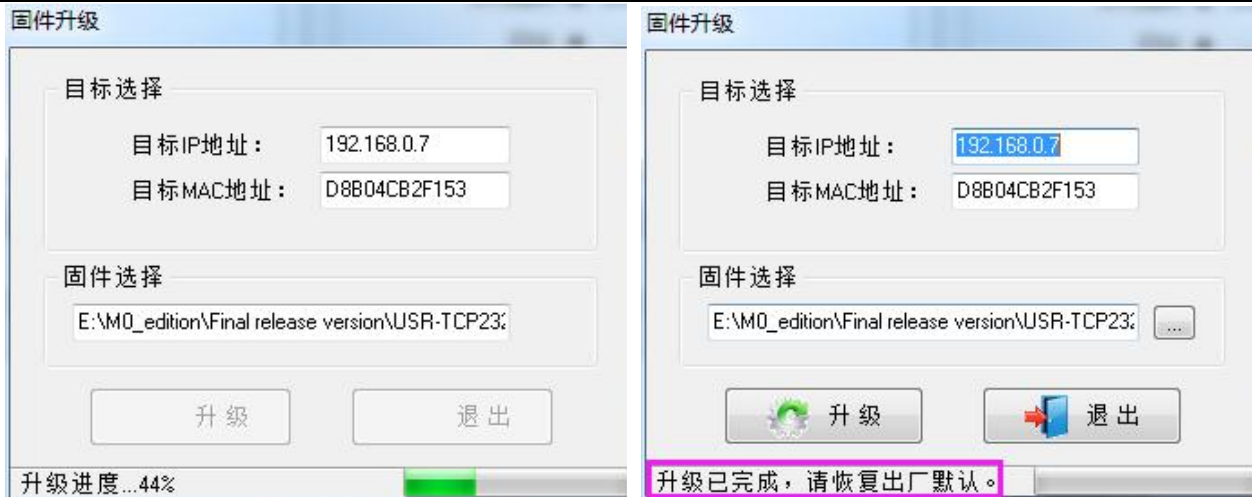 固件升级
目标选择
目标IP地址：
192.168.0.7
目标MAC地址：
D8B04CB2F153
固件选择
E:\M0_edition\Final release version\USR-TCP232
升级
退出
升级进度...44%
固件升级
目标选择
目标IP地址：
192.168.0.7
目标MAC地址：
D8B04CB2F153
固件选择
E:\M0_edition\Final release version\USR-TCP232
...
升级
退出
升级已完成，请恢复出厂默认。